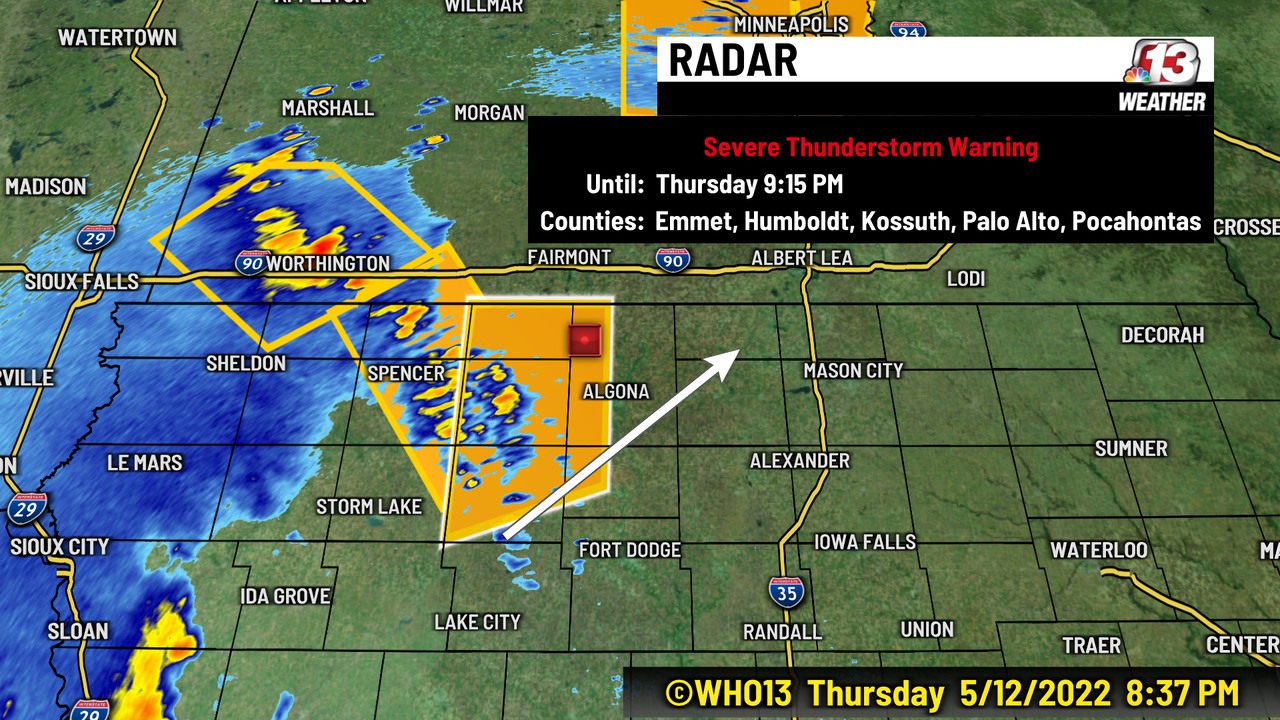 APPLETON
WILLMAR
MINNEAPOLIS
94
WATERTOWN
RADAR
13
WEATHER
MARSHALL
MORGAN
Severe Thunderstorm Warning
Until: Thursday 9:15 PM
Counties: Emmet, Humboldt, Kossuth, Palo Alto, Pocahontas
MADISON
CROSSE
29
90
WORTHINGTON
FAIRMONT
90
ALBERT LEA
LODI
SIOUX FALLS
DECORAH
SHELDON
SPENCER
MASON CITY
RVILLE
ALGONA
SUMNER
LE MARS
ALEXANDER
ON
STORM LAKE
29
SIOUX CITY
FORT DODGE
IOWA FALLS
WATERLOO
MA
IDA GROVE
35
LAKE CITY
SLOAN
RANDALL
UNION
TRAER
CENTER
29
©WHO13 Thursday 5/12/2022 8:37 PM